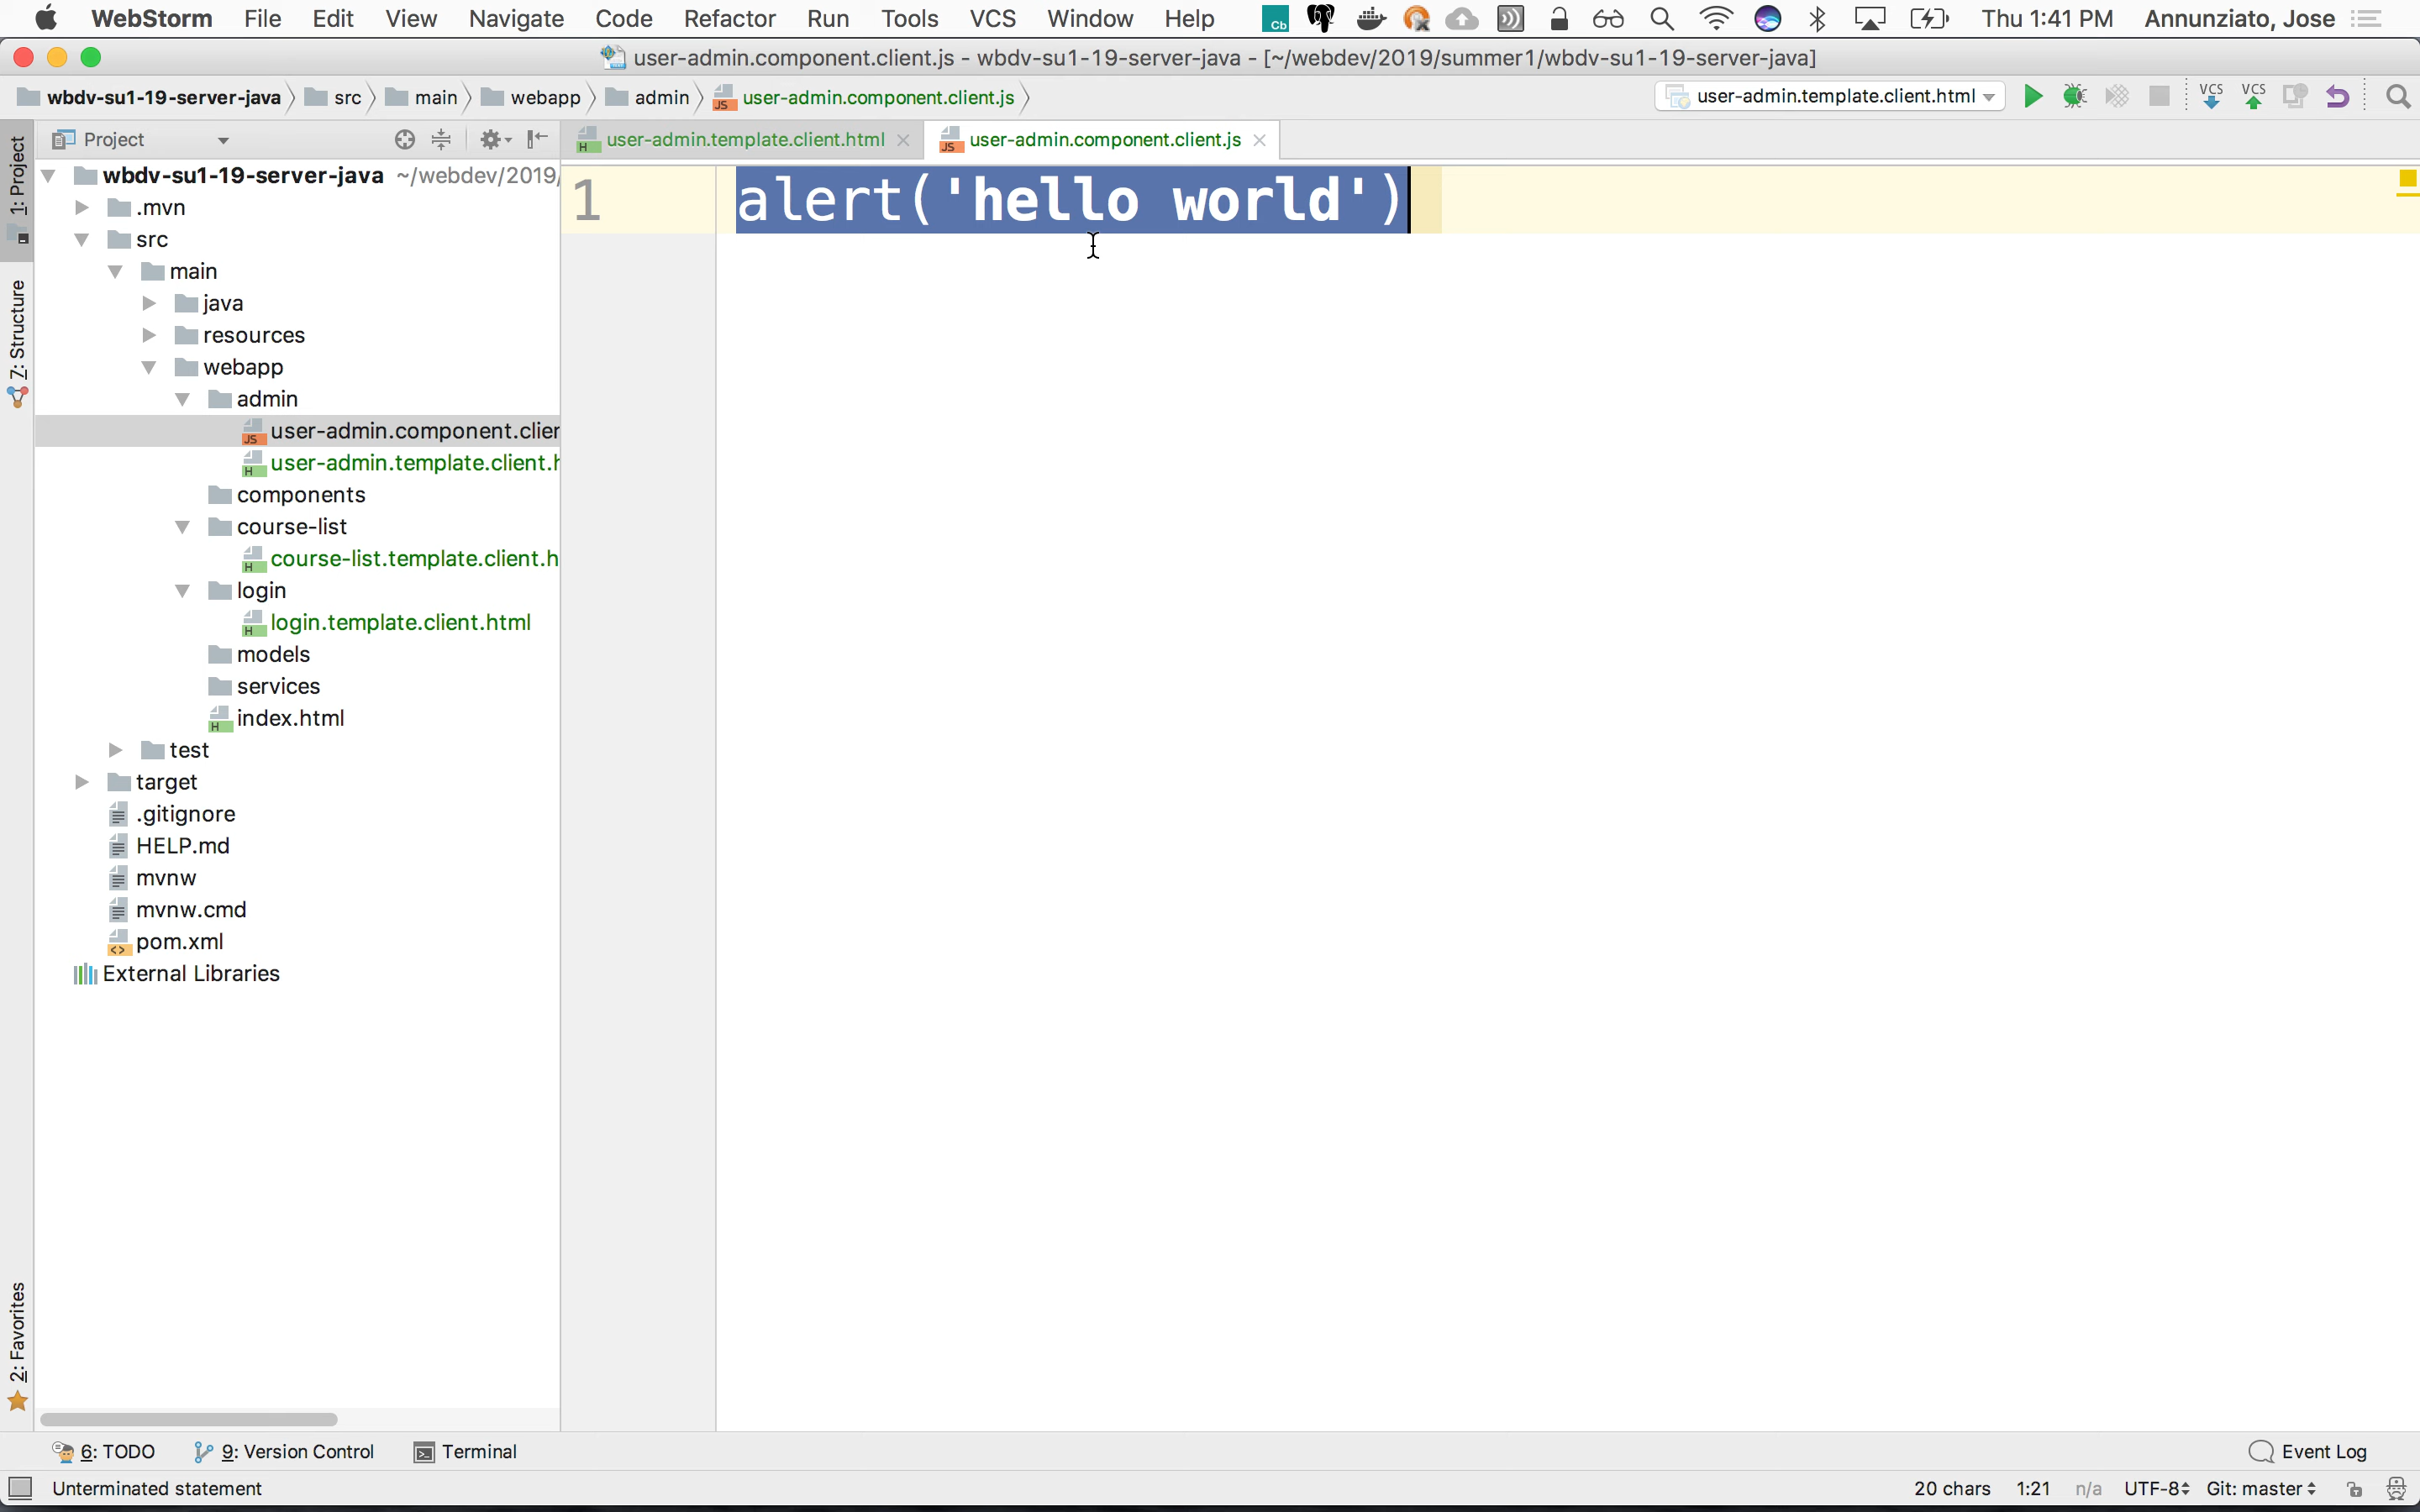 WebStorm File Edit View Navigate Code Refactor Run Tools VCS Window Help Cb Thu 1:41 PM Annunziato, Jose
user-admin.component.client.js - wbdv-su1-19-server-java - [~/webdev/2019/summer1/wbdv-su1-19-server-java]
wbdv-su1-19-server-java src main webapp admin user-admin.component.client.js user-admin.template.client.html VCS VCS
Project user-admin.template.client.html user-admin.component.client.js
1: Project
7: Structure
2: Favorites
wbdv-su1-19-server-java ~/webdev/2019/
.mvn
src
main
java
resources
webapp
admin
user-admin.component.clien
user-admin.template.client.h
components
course-list
course-list.template.client.h
login
login.template.client.html
models
services
index.html
test
target
.gitignore
HELP.md
mvnw
mvnw.cmd
pom.xml
External Libraries
1 alert('hello world')
6: TODO 9: Version Control Terminal Event Log
Unterminated statement 20 chars 1:21 n/a UTF-8 Git: master